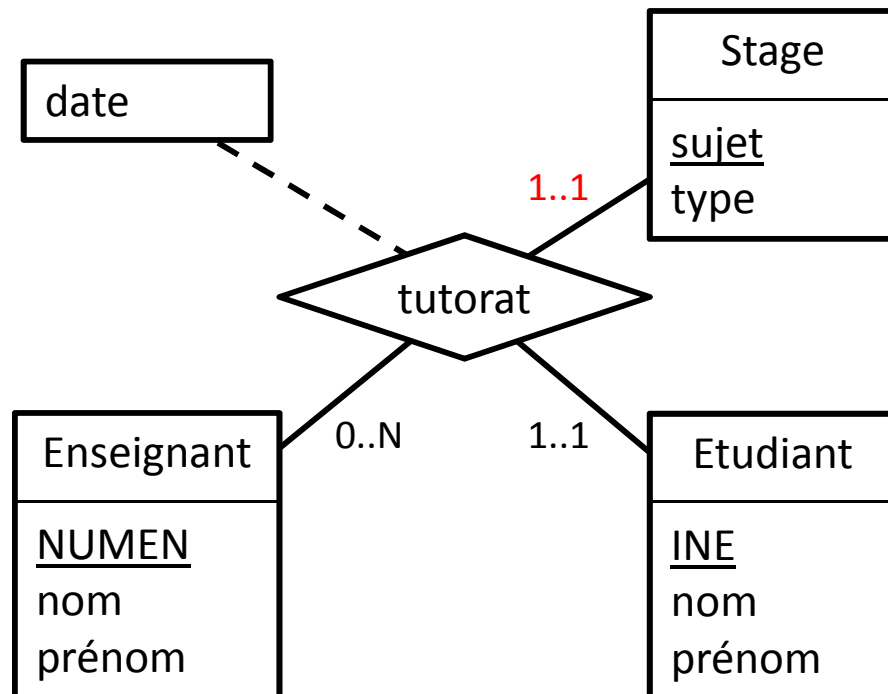 date
Stage
sujet
type
1..1
tutorat
0..N
1..1
Enseignant
NUMEN
nom
prénom
Etudiant
INE
nom
prénom